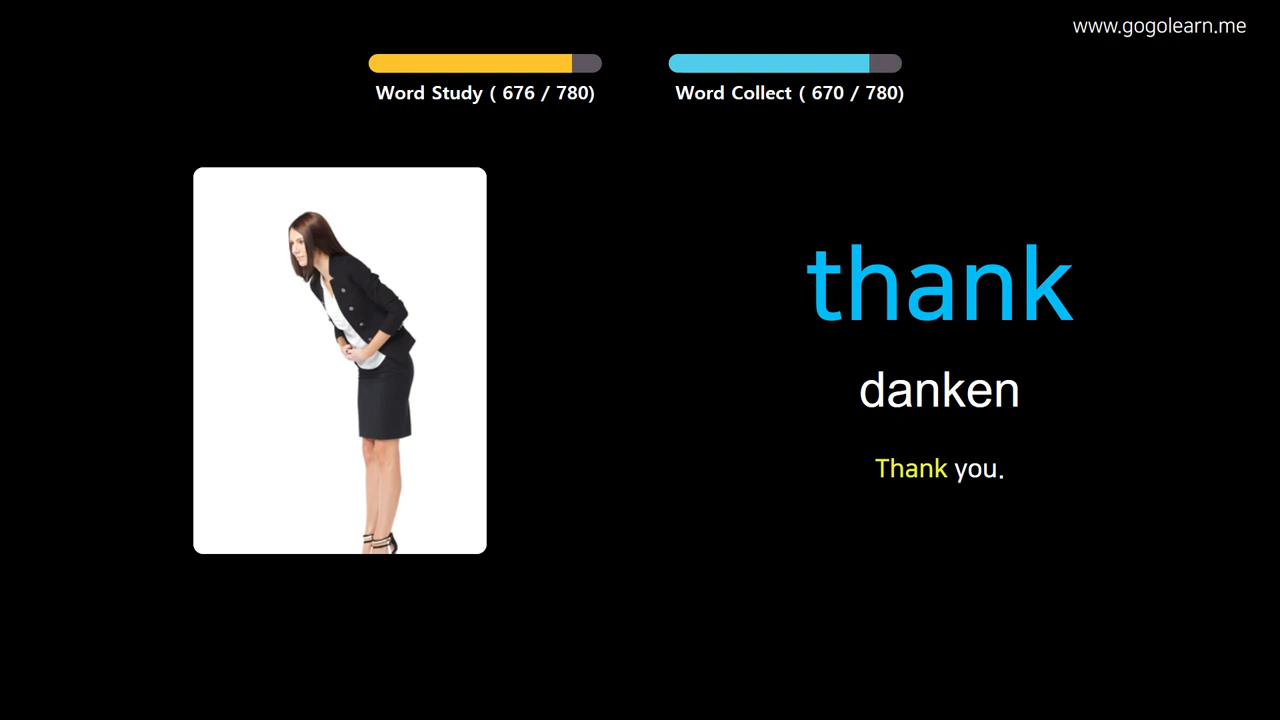 www.gogolearn.me
Word Study ( 676 / 780)
Word Collect ( 670 / 780)
thank
danken
Thank you.